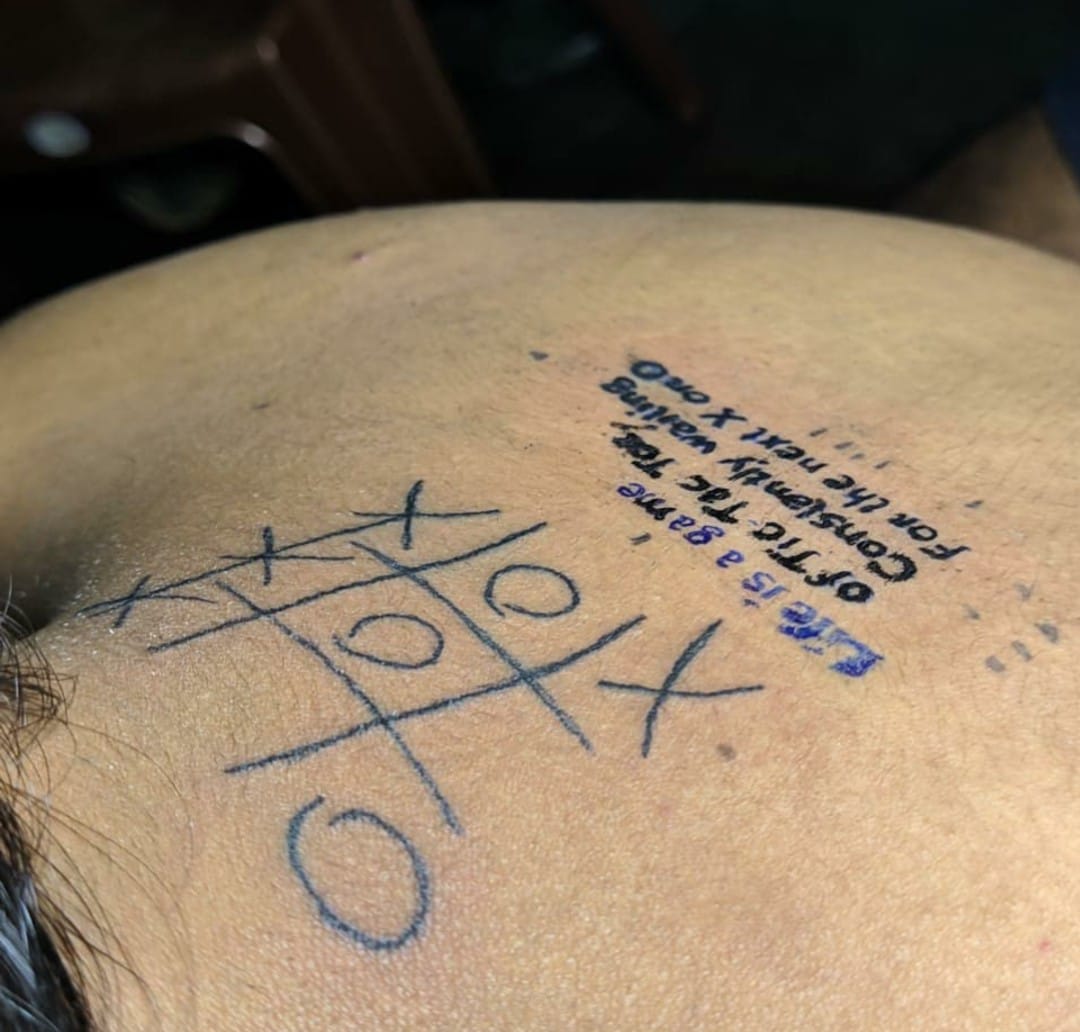 Life is a game
OF Tic Tac Toe,
Constantly waiting
For the next X or O